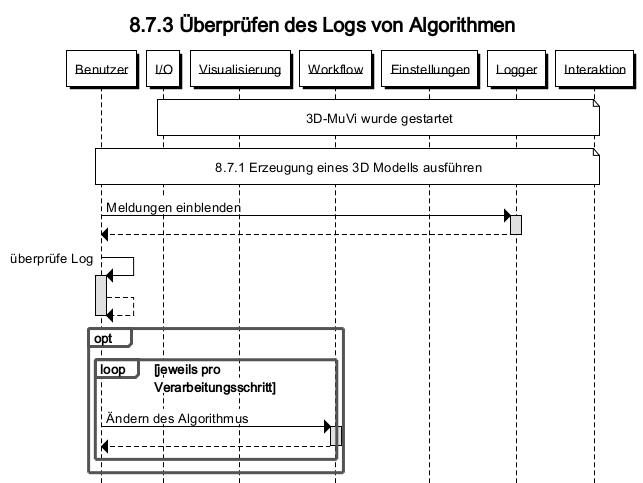 8.7.3 Überprüfen des Logs von Algorithmen
Benutzer I/O Visualisierung Workflow Einstellungen Logger Interaktion
3D-MuVi wurde gestartet
8.7.1 Erzeugung eines 3D Modells ausführen
Meldungen einblenden
überprüfe Log
opt
loop [jeweils pro
Verarbeitungsschritt]
Ändern des Algorithmus